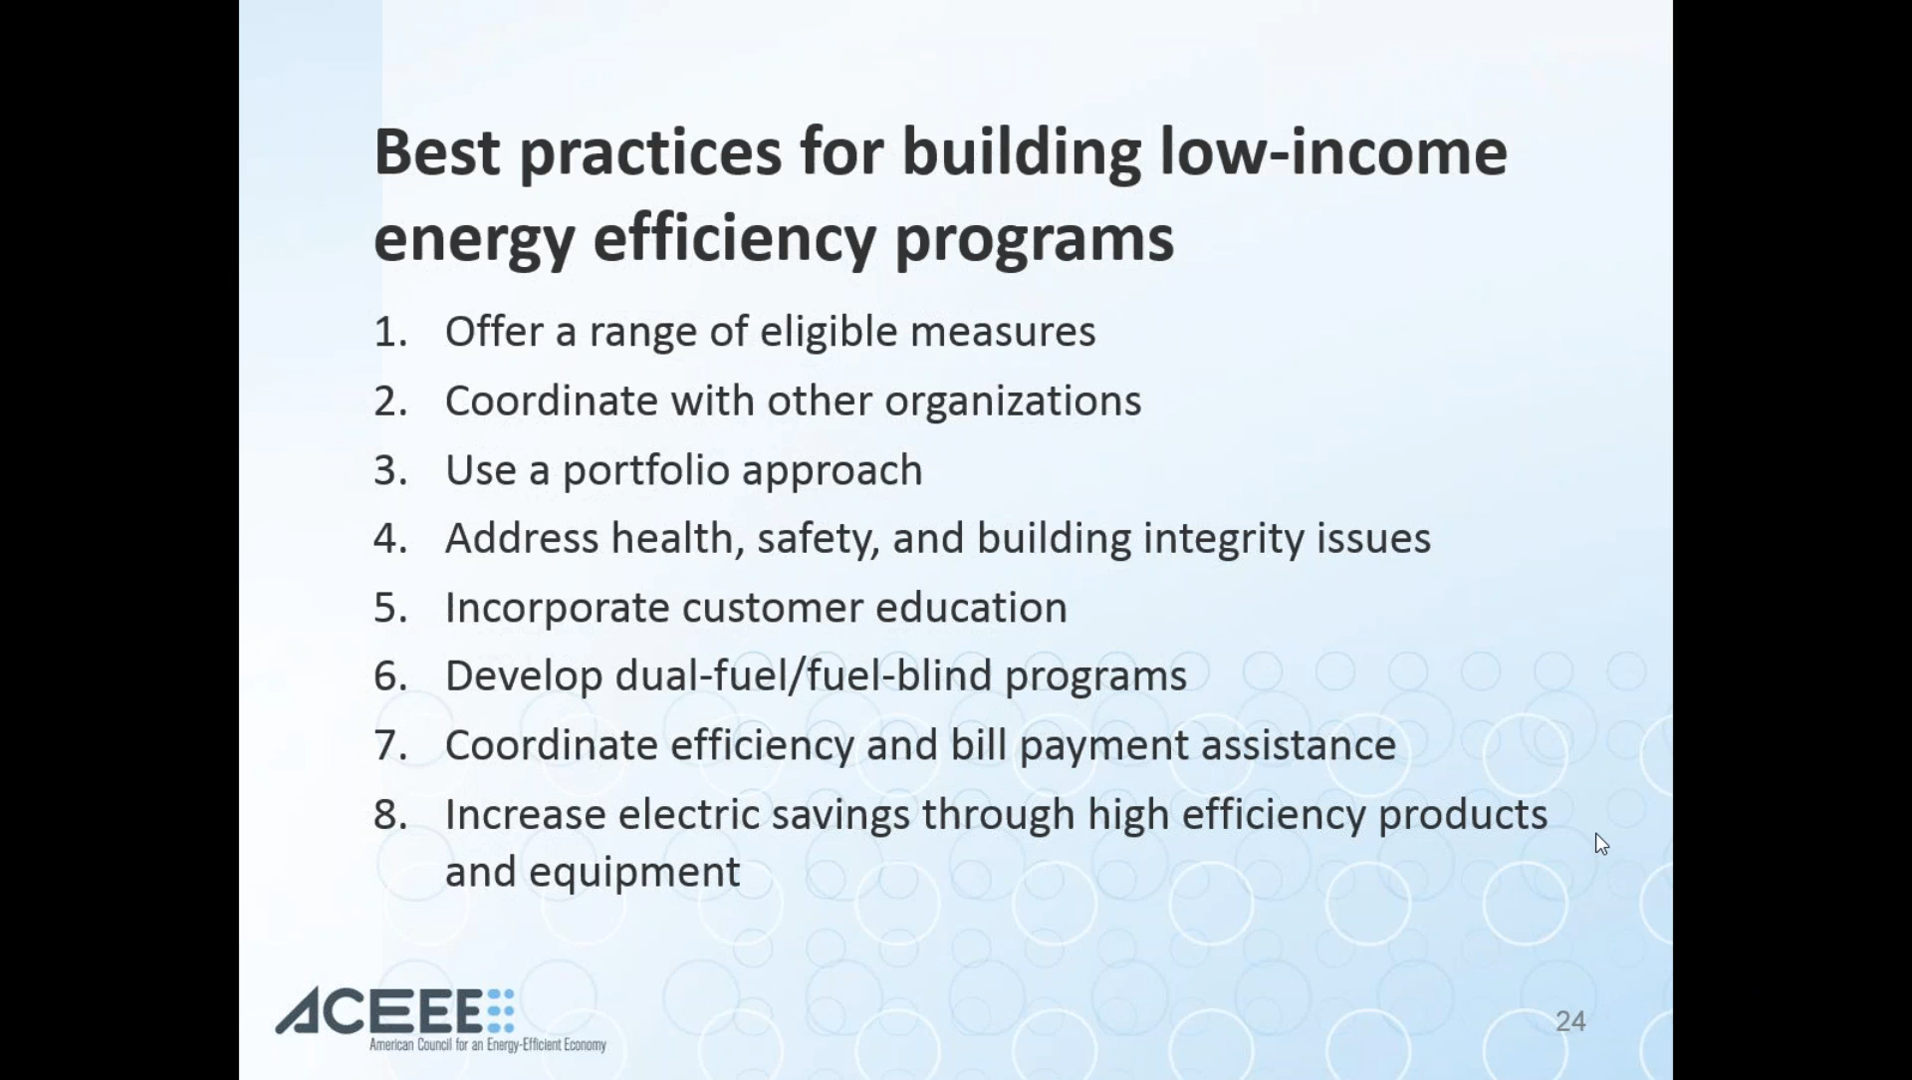 Best practices for building low-income
energy efficiency programs
1. Offer a range of eligible measures
2. Coordinate with other organizations
3. Use a portfolio approach
4. Address health, safety, and building integrity issues
5. Incorporate customer education
6. Develop dual-fuel/fuel-blind programs
7. Coordinate efficiency and bill payment assistance
8. Increase electric savings through high efficiency products
and equipment
ACEEE
American Council for an Energy-Efficient Economy
24